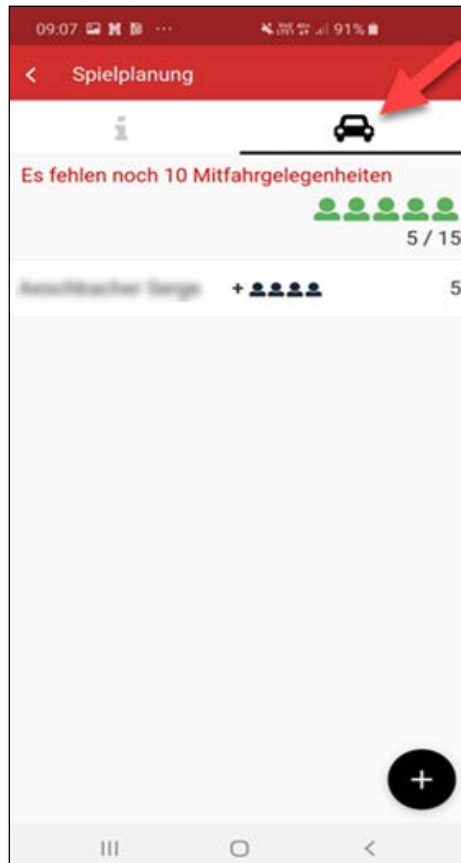 09:07 91%
Spielplanung
Es fehlen noch 10 Mitfahrgelegenheiten
5 / 15
+ 5
+